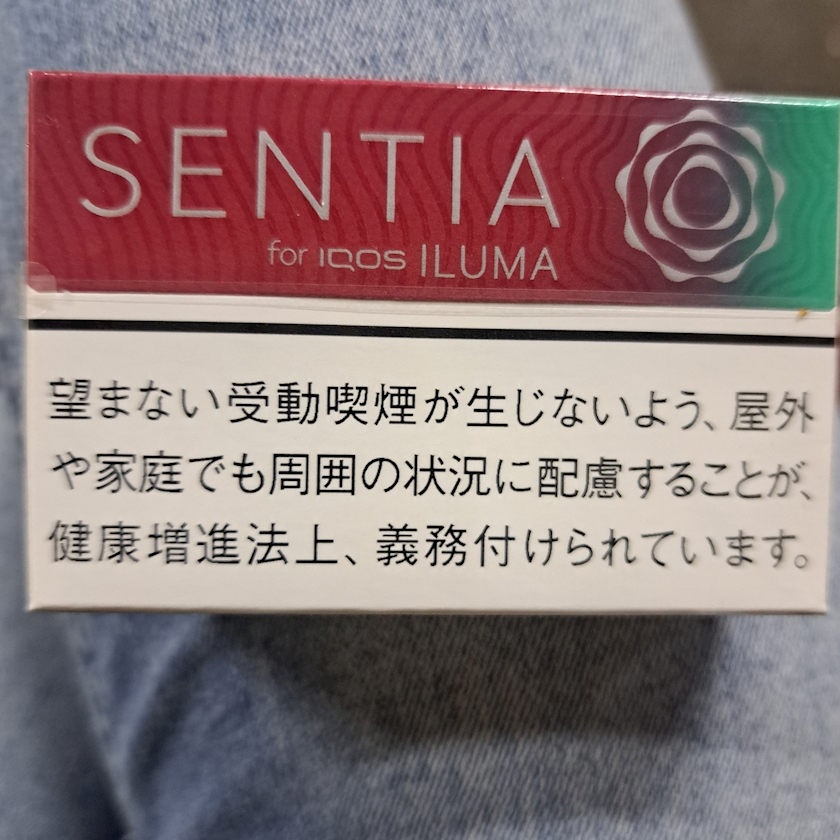 SENTIA
for IQOS ILUMA
望まない受動喫煙が生じないよう、屋外
や家庭でも周囲の状況に配慮することが、
健康増進法上、義務付けられています。